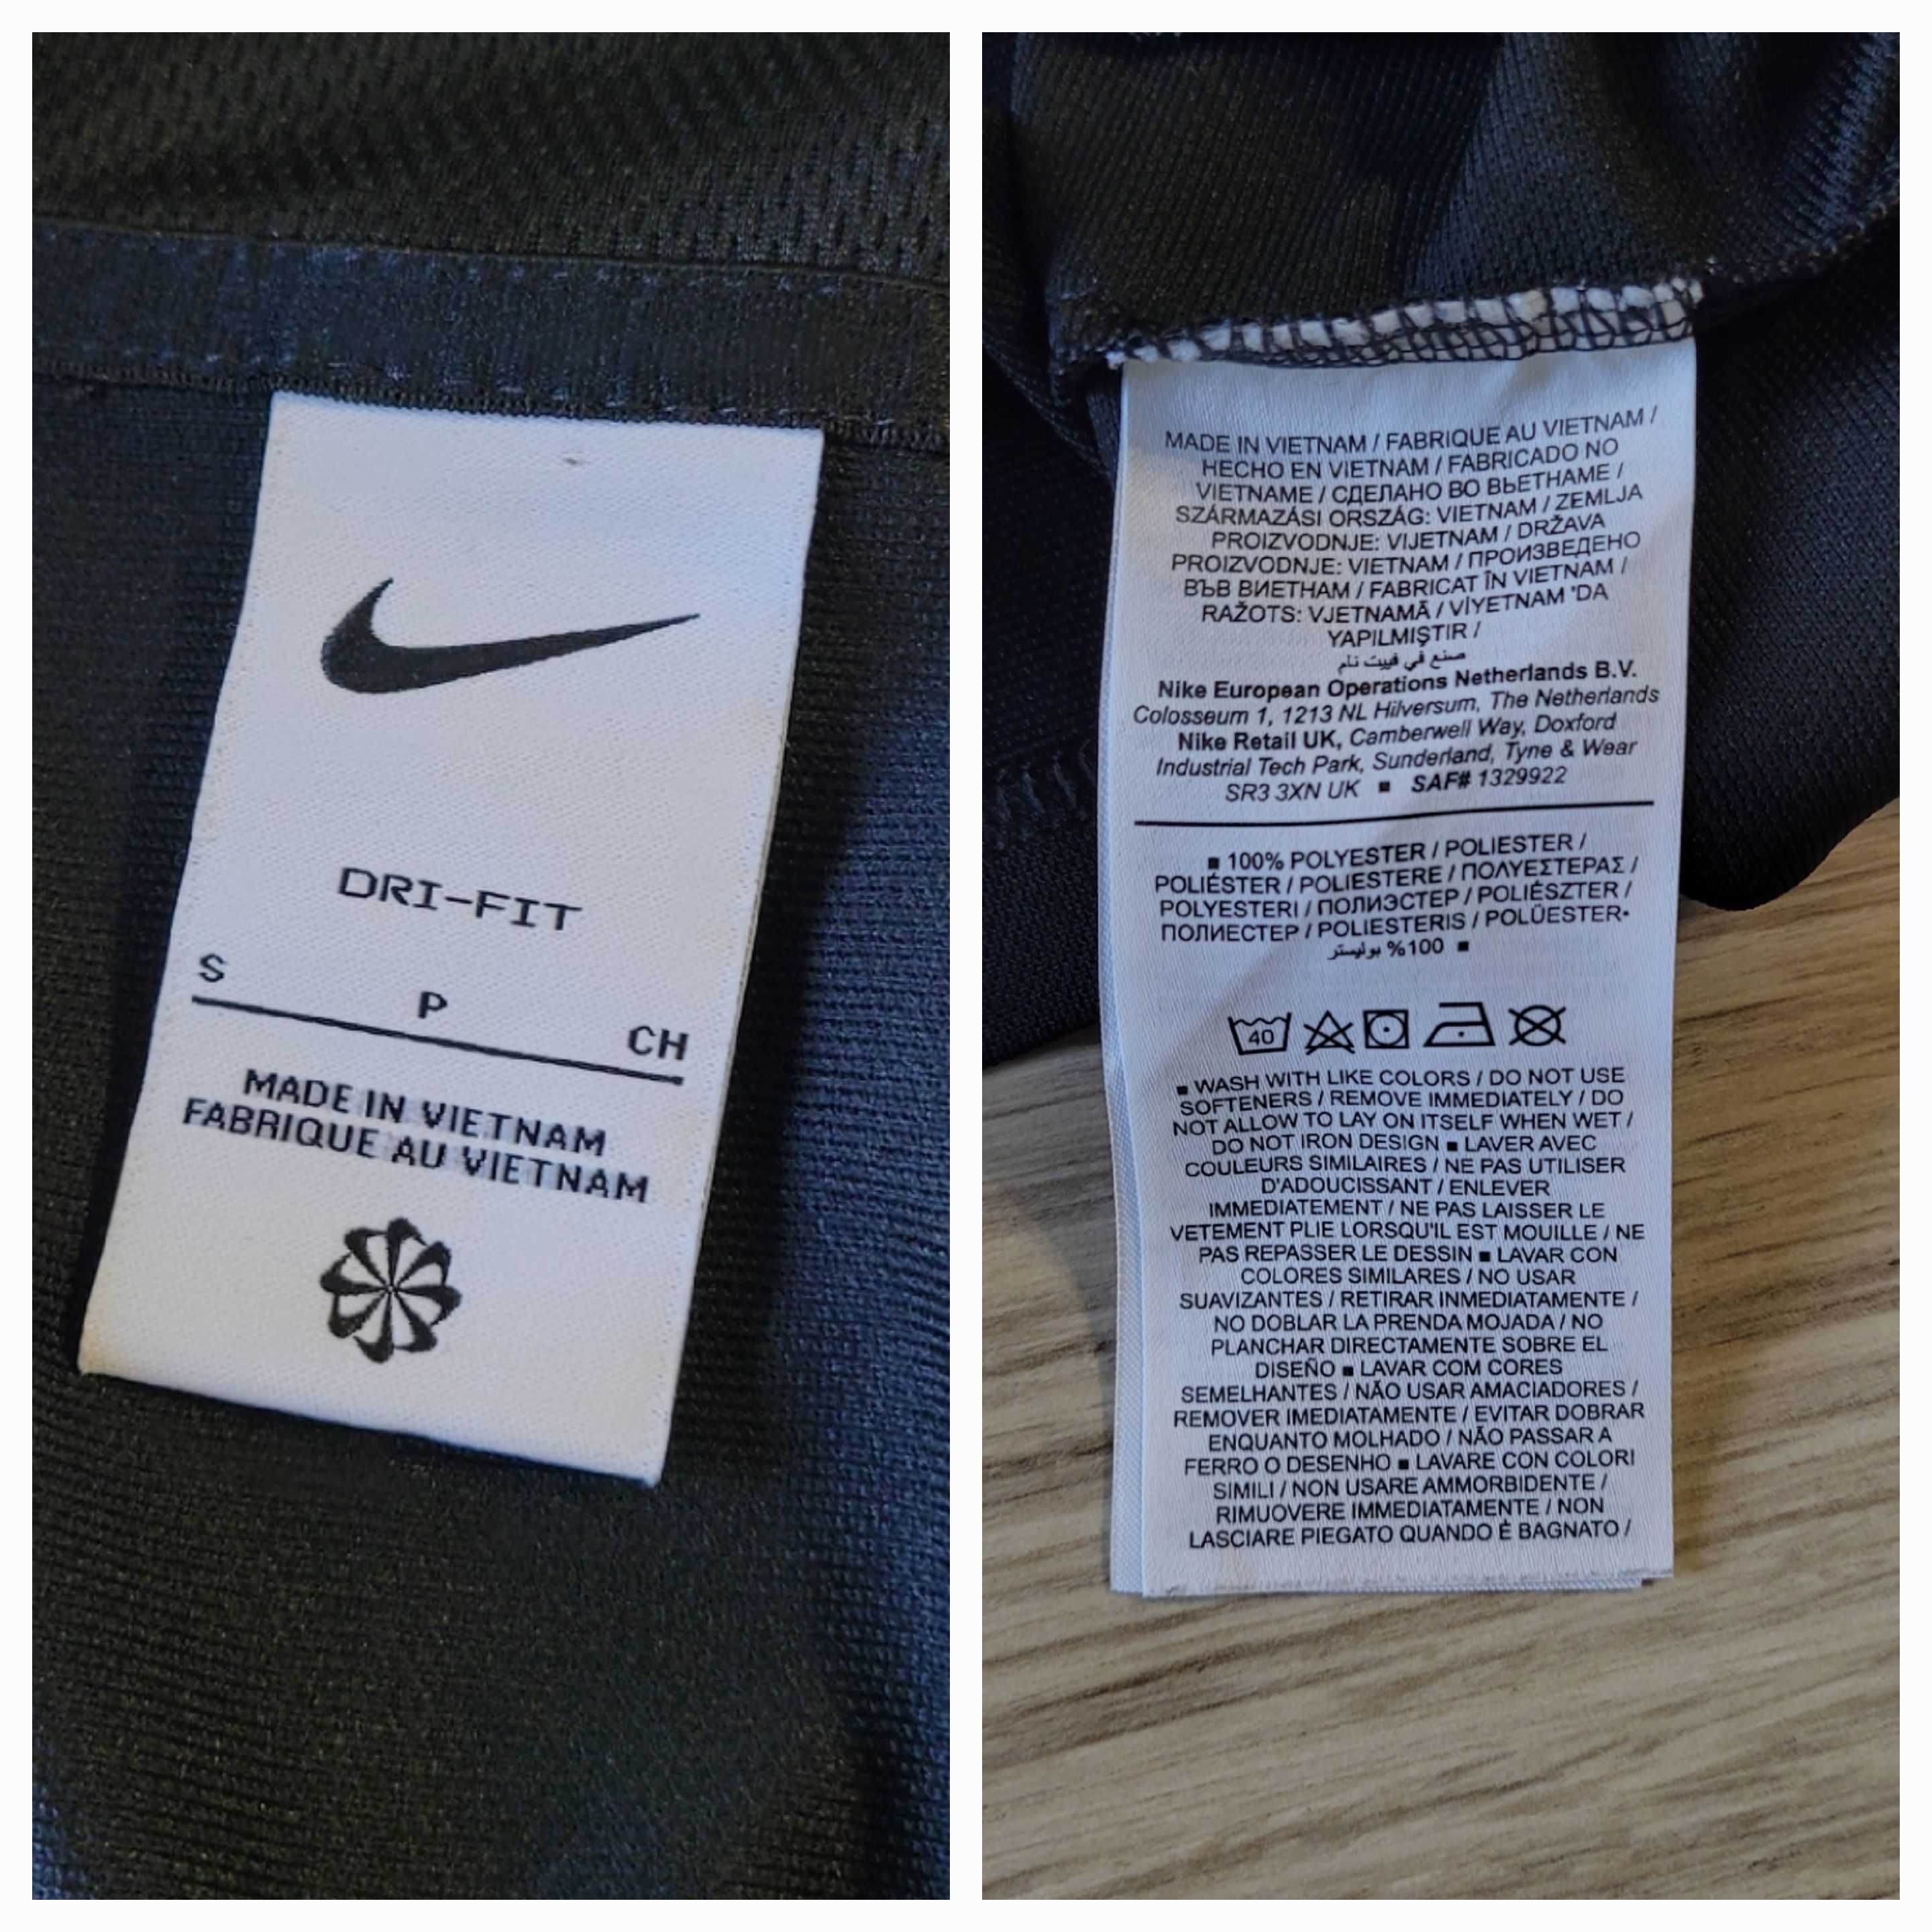 DRI-FIT
S
P
CH
MADE IN VIETNAM
FABRIQUE AU VIETNAM
MADE IN VIETNAM / FABRIQUE AU VIETNAM /
HECHO EN VIETNAM / FABRICADO NO
VIETNAME / СДЕЛАНО ВО ВЬЕТНАМЕ /
SZÁRMAZÁSI ORSZÁG: VIETNAM / ZEMLJA
PROIZVODNJE: VIJETNAM / DRŽAVA
PROIZVODNJE: VIETNAM / ПРОИЗВЕДЕНО
ВЪВ ВИЕТНАМ / FABRICAT ÎN VIETNAM /
RAŽOTS: VJETNAMĀ / VİYETNAM 'DA
YAPILMIŞTIR /
صنع في فييت نام
Nike European Operations Netherlands B.V.
Colosseum 1, 1213 NL Hilversum, The Netherlands
Nike Retail UK, Camberwell Way, Doxford
Industrial Tech Park, Sunderland, Tyne & Wear
SR3 3XN UK ▪ SAF# 1329922
▪ 100% POLYESTER / POLIESTER /
POLIÉSTER / POLIESTERE / ΠΟΛΥΕΣΤΕΡΑΣ /
POLYESTERI / ПОЛИЭСТЕР / POLIÉSZTER /
ПОЛИЕСТЕР / POLIESTERIS / POLÜESTER•
100% بوليستر ▪
40
▪ WASH WITH LIKE COLORS / DO NOT USE
SOFTENERS / REMOVE IMMEDIATELY / DO
NOT ALLOW TO LAY ON ITSELF WHEN WET /
DO NOT IRON DESIGN ▪ LAVER AVEC
COULEURS SIMILAIRES / NE PAS UTILISER
D'ADOUCISSANT / ENLEVER
IMMEDIATEMENT / NE PAS LAISSER LE
VETEMENT PLIE LORSQU'IL EST MOUILLE / NE
PAS REPASSER LE DESSIN ▪ LAVAR CON
COLORES SIMILARES / NO USAR
SUAVIZANTES / RETIRAR INMEDIATAMENTE /
NO DOBLAR LA PRENDA MOJADA / NO
PLANCHAR DIRECTAMENTE SOBRE EL
DISEÑO ▪ LAVAR COM CORES
SEMELHANTES / NÃO USAR AMACIADORES /
REMOVER IMEDIATAMENTE / EVITAR DOBRAR
ENQUANTO MOLHADO / NÃO PASSAR A
FERRO O DESENHO ▪ LAVARE CON COLORI
SIMILI / NON USARE AMMORBIDENTE /
RIMUOVERE IMMEDIATAMENTE / NON
LASCIARE PIEGATO QUANDO È BAGNATO /